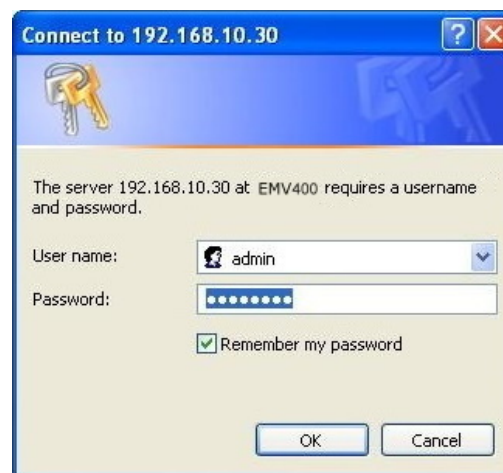 Connect to 192.168.10.30
The server 192.168.10.30 at EMV400 requires a username
and password.
User name:
admin
Password:
●●●●●●●●
Remember my password
OK
Cancel